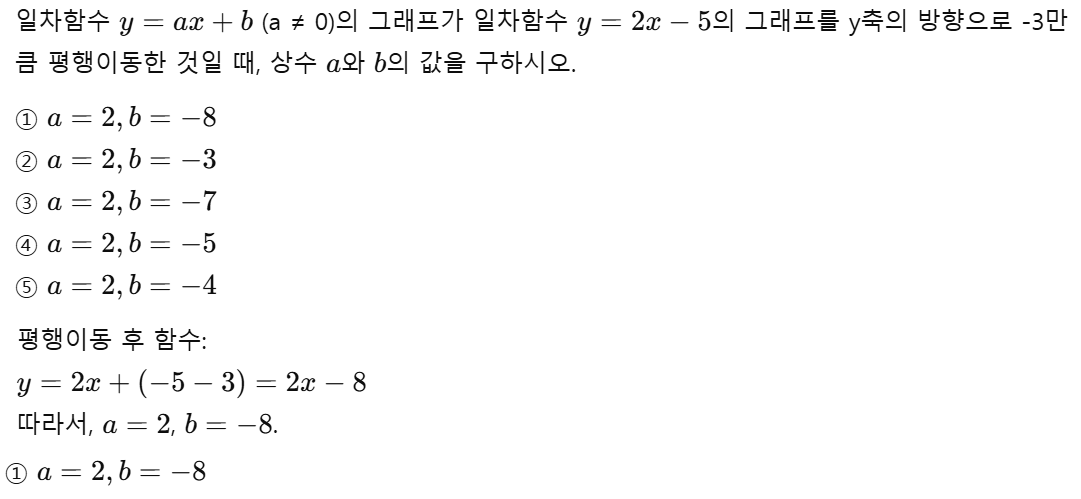 일차함수 y = ax + b (a ≠ 0)의 그래프가 일차함수 y = 2x − 5의 그래프를 y축의 방향으로 -3만
큼 평행이동한 것일 때, 상수 a와 b의 값을 구하시오.
① a = 2, b = −8
② a = 2, b = −3
③ a = 2, b = −7
④ a = 2, b = −5
⑤ a = 2, b = −4
평행이동 후 함수:
y = 2x + (−5 − 3) = 2x − 8
따라서, a = 2, b = −8.
① a = 2, b = −8